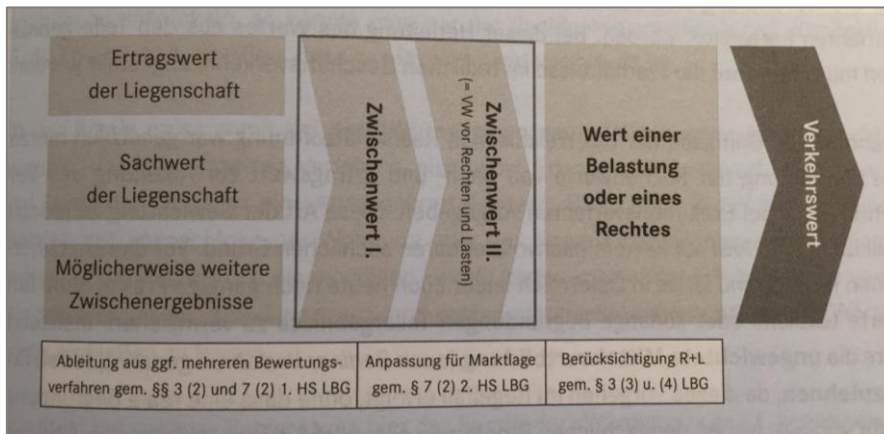 Ertragswert
der Liegenschaft
Sachwert
der Liegenschaft
Möglicherweise weitere
Zwischenergebnisse
Zwischenwert I.
Zwischenwert II.
(= VW vor Rechten und Lasten)
Wert einer
Belastung
oder eines
Rechtes
Verkehrswert
Ableitung aus ggf. mehreren Bewertungs-
verfahren gem. §§ 3 (2) und 7 (2) 1. HS LBG
Anpassung für Marktlage
gem. § 7 (2) 2. HS LBG
Berücksichtigung R+L
gem. § 3 (3) u. (4) LBG